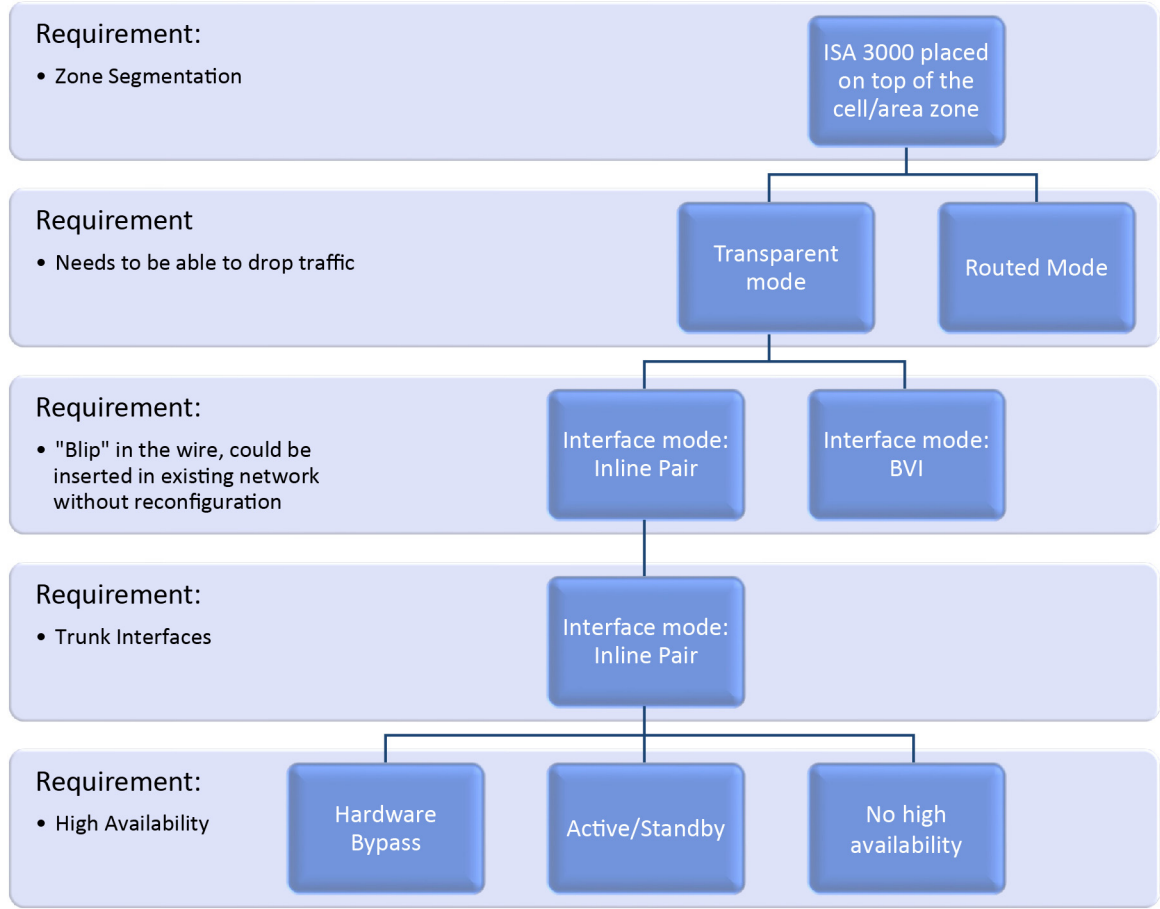 Requirement:
• Zone Segmentation
ISA 3000 placed
on top of the
cell/area zone
Requirement
• Needs to be able to drop traffic
Transparent
mode
Routed Mode
Requirement:
• "Blip" in the wire, could be
inserted in existing network
without reconfiguration
Interface mode:
Inline Pair
Interface mode:
BVI
Requirement:
• Trunk Interfaces
Interface mode:
Inline Pair
Requirement:
• High Availability
Hardware
Bypass
Active/Standby
No high
availability